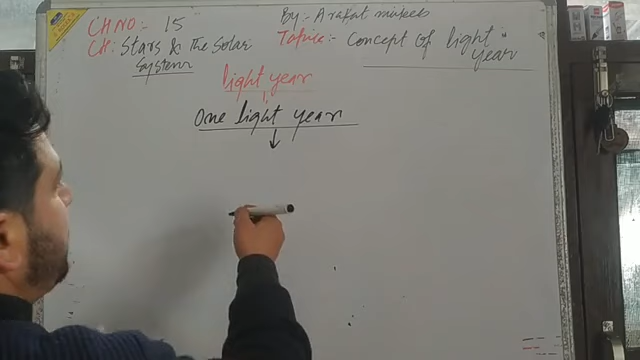 CH NO:- 15
By:- Arafat
CH: Stars & The Solar System
Topic:- Concept Of light year
light year
One light year